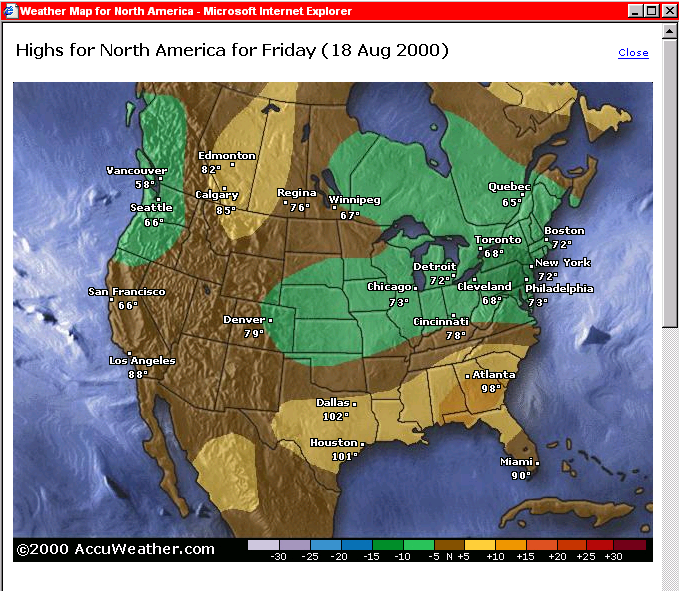 Weather Map for North America - Microsoft Internet Explorer
Highs for North America for Friday (18 Aug 2000)
Close
Edmonton
82°
Vancouver
58°
Calgary
85°
Regina
76°
Winnipeg
67°
Quebec
65°
Seattle
66°
Boston
72°
Toronto
68°
New York
72°
Detroit
72°
Chicago
73°
Cleveland
68°
Philadelphia
73°
San Francisco
66°
Denver
79°
Cincinnati
78°
Los Angeles
88°
Atlanta
98°
Dallas
102°
Houston
101°
Miami
90°
©2000 AccuWeather.com
-30 -25 -20 -15 -10 -5 N +5 +10 +15 +20 +25 +30